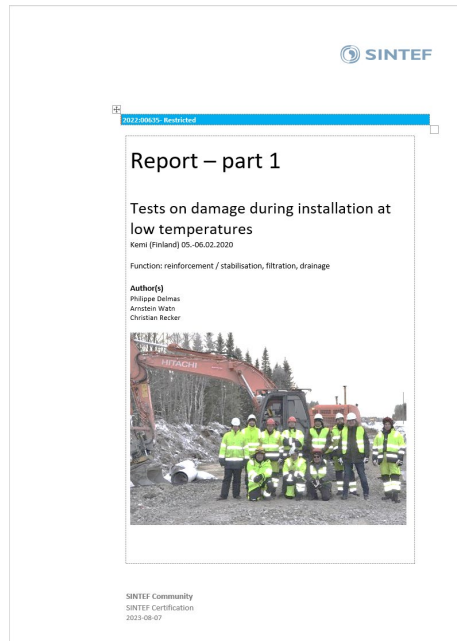 SINTEF
2022:00635- Restricted
Report – part 1
Tests on damage during installation at
low temperatures
Kemi (Finland) 05.-06.02.2020
Function: reinforcement / stabilisation, filtration, drainage
Author(s)
Philippe Delmas
Arnstein Watn
Christian Recker
HITACHI
SINTEF Community
SINTEF Certification
2023-08-07